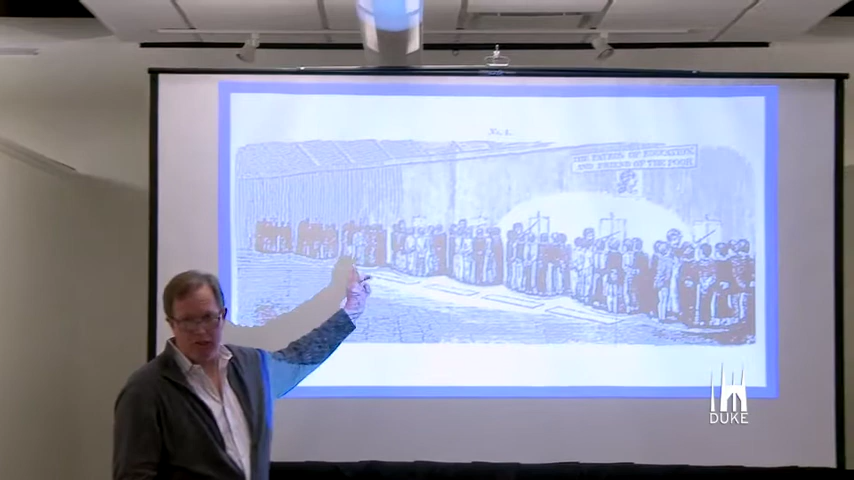 No. 4.
THE PATRON OF EDUCATION
AND FRIEND OF THE POOR
DUKE